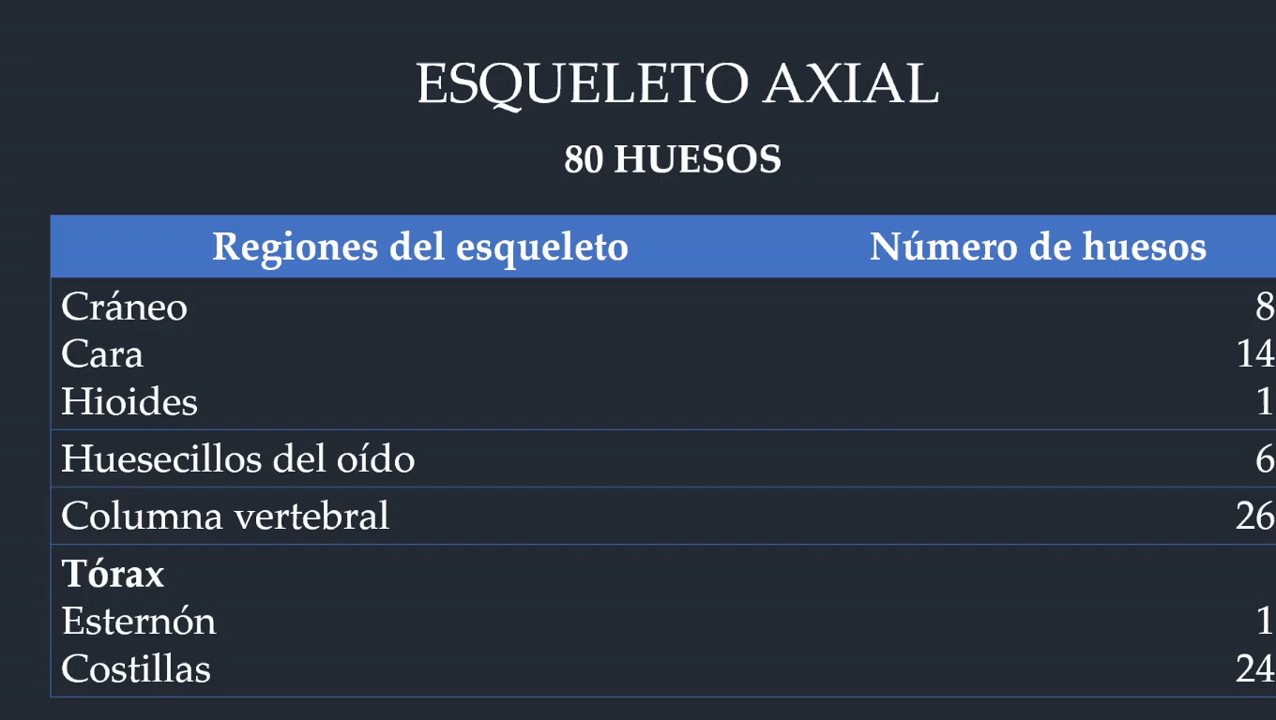 ESQUELETO AXIAL
80 HUESOS
Regiones del esqueleto Número de huesos
Cráneo 8
Cara 14
Hioides 1
Huesecillos del oído 6
Columna vertebral 26
Tórax
Esternón 1
Costillas 24